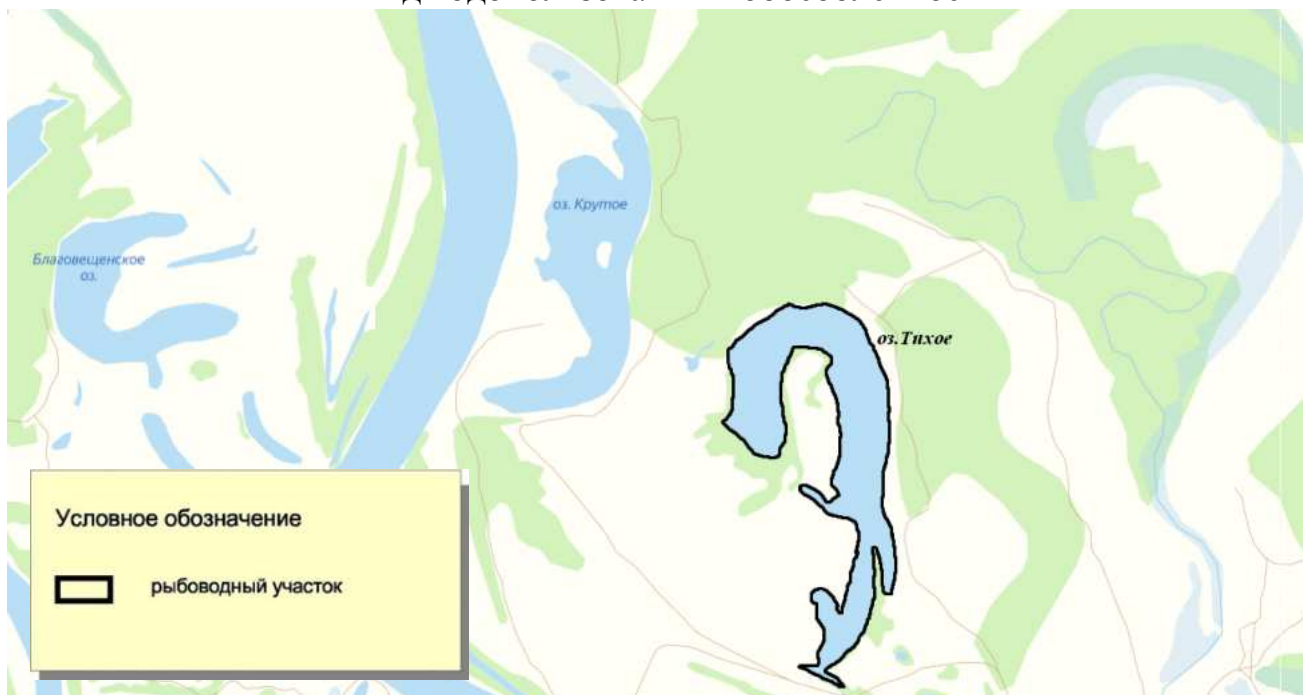 оз. Крутое
Благовещенское
оз.
оз.Тихое
Условное обозначение
рыбоводный участок